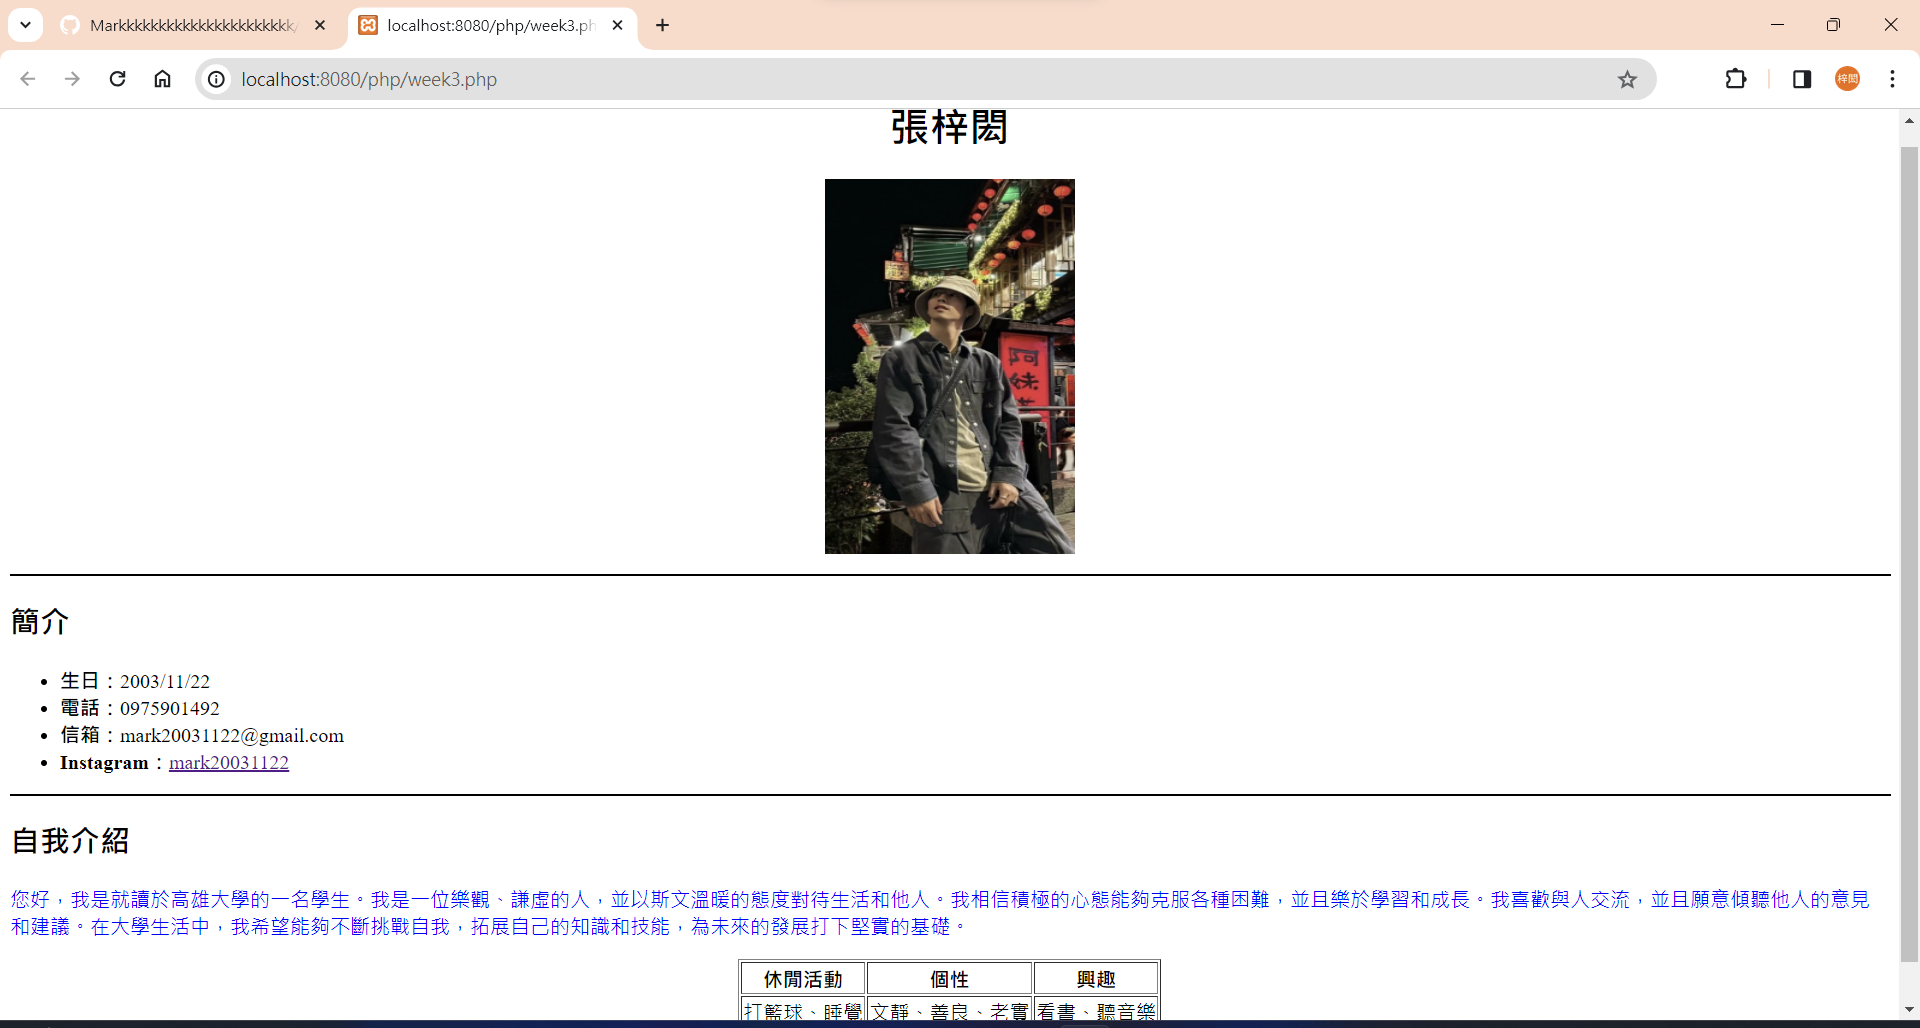 Markkkkkkkkkkkkkkkkkkkkkk/
localhost:8080/php/week3.ph
localhost:8080/php/week3.php
梓閎
張梓閎
阿
妹
簡介
生日：2003/11/22
電話：0975901492
信箱：mark20031122@gmail.com
Instagram：mark20031122
自我介紹
您好，我是就讀於高雄大學的一名學生。我是一位樂觀、謙虛的人，並以斯文溫暖的態度對待生活和他人。我相信積極的心態能夠克服各種困難，並且樂於學習和成長。我喜歡與人交流，並且願意傾聽他人的意見
和建議。在大學生活中，我希望能夠不斷挑戰自我，拓展自己的知識和技能，為未來的發展打下堅實的基礎。
休閒活動 個性 興趣
打籃球、睡覺 文靜、善良、老實 看書、聽音樂